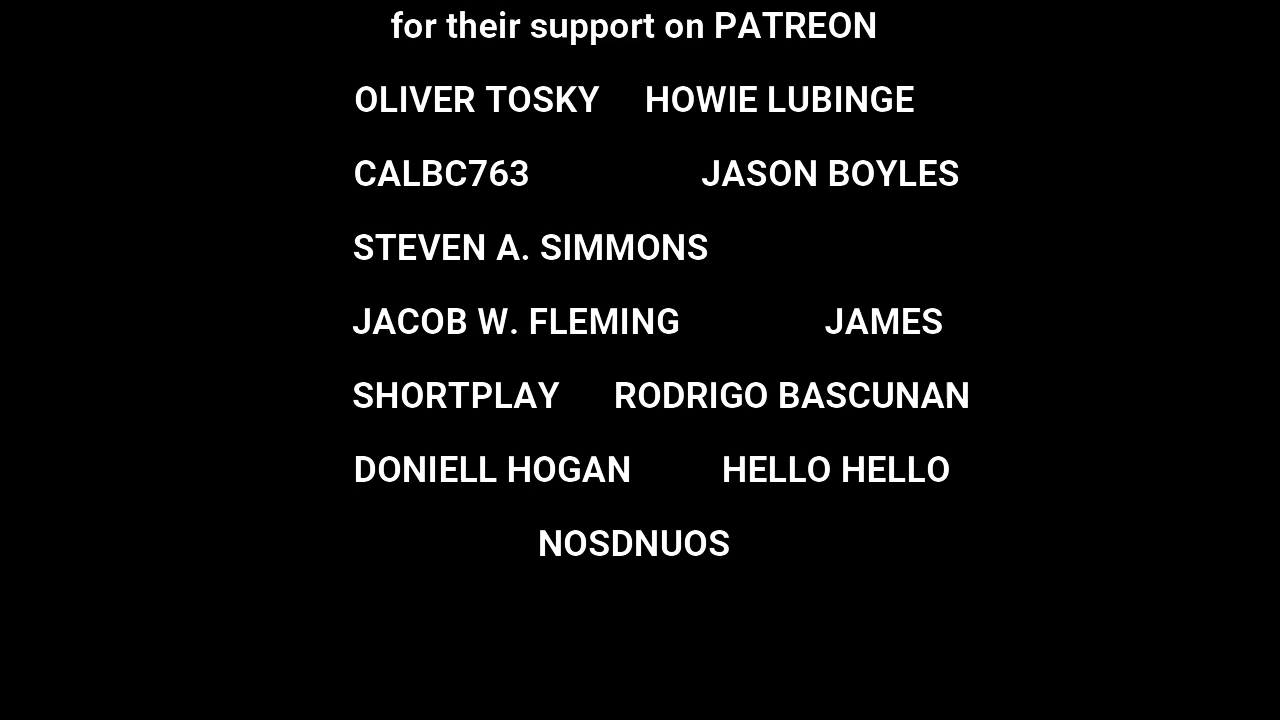 for their support on PATREON
OLIVER TOSKY HOWIE LUBINGE
CALBC763 JASON BOYLES
STEVEN A. SIMMONS
JACOB W. FLEMING JAMES
SHORTPLAY RODRIGO BASCUNAN
DONIELL HOGAN HELLO HELLO
NOSDNUOS